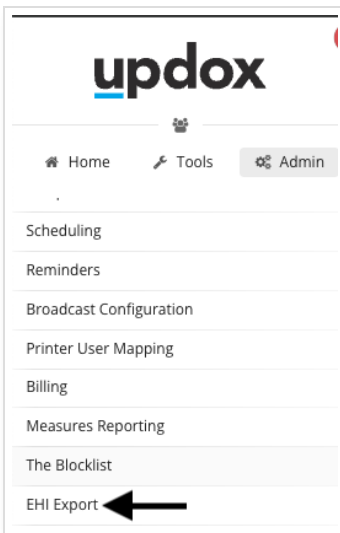 updox
Home Tools Admin
Scheduling
Reminders
Broadcast Configuration
Printer User Mapping
Billing
Measures Reporting
The Blocklist
EHI Export